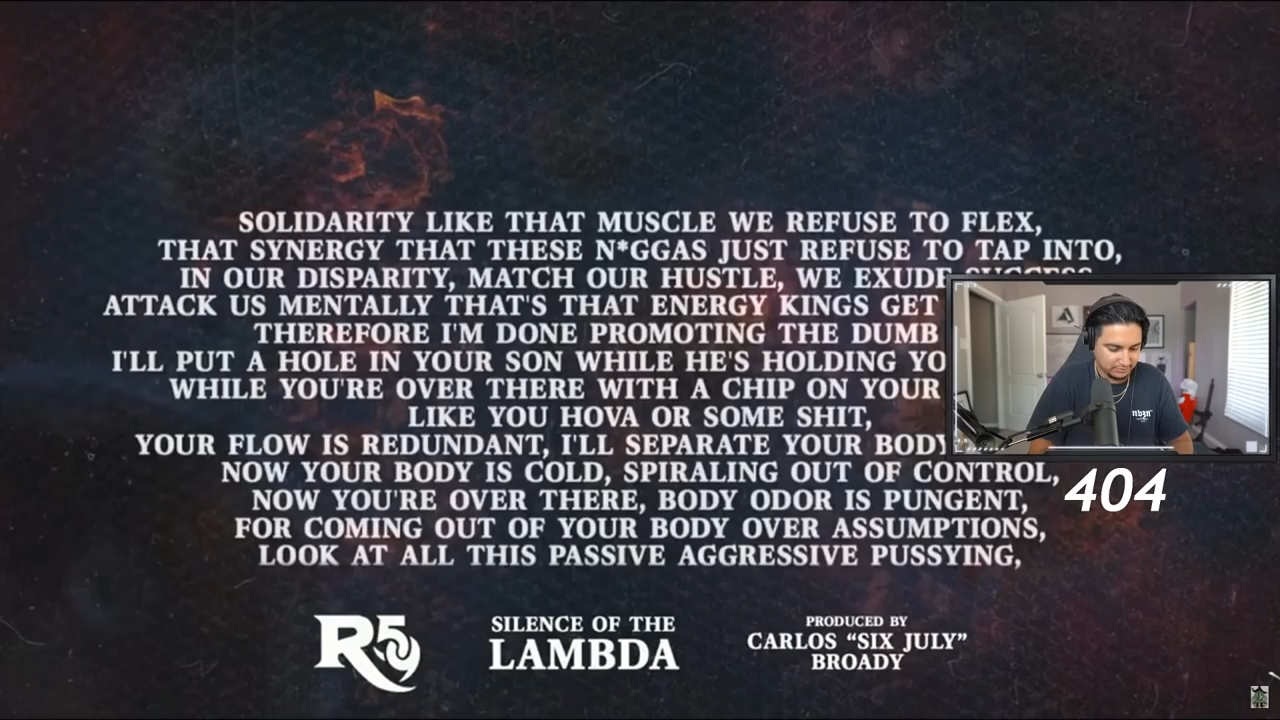 SOLIDARITY LIKE THAT MUSCLE WE REFUSE TO FLEX,
THAT SYNERGY THAT THESE N*GGAS JUST REFUSE TO TAP INTO,
IN OUR DISPARITY, MATCH OUR HUSTLE, WE EXUDE SUCCESS
ATTACK US MENTALLY THAT'S THAT ENERGY KINGS GET
THEREFORE I'M DONE PROMOTING THE DUMB
I'LL PUT A HOLE IN YOUR SON WHILE HE'S HOLDING
WHILE YOU'RE OVER THERE WITH A CHIP ON YOUR
LIKE YOU HOVA OR SOME SHIT,
YOUR FLOW IS REDUNDANT, I'LL SEPARATE YOUR BODY
NOW YOUR BODY IS COLD, SPIRALING OUT OF CONTROL,
NOW YOU'RE OVER THERE, BODY ODOR IS PUNGENT,
FOR COMING OUT OF YOUR BODY OVER ASSUMPTIONS,
LOOK AT ALL THIS PASSIVE AGGRESSIVE PUSSYING,
404
R5
SILENCE OF THE
LAMBDA
PRODUCED BY
CARLOS “SIX JULY”
BROADY